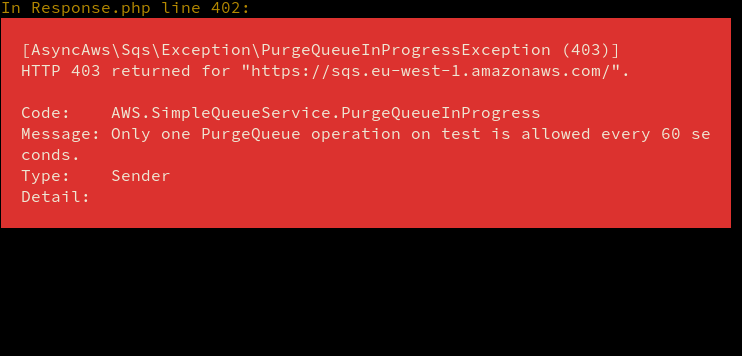 In Response.php line 402:
[AsyncAws\Sqs\Exception\PurgeQueueInProgressException (403)]
HTTP 403 returned for "https://sqs.eu-west-1.amazonaws.com/".
Code:    AWS.SimpleQueueService.PurgeQueueInProgress
Message: Only one PurgeQueue operation on test is allowed every 60 se
conds.
Type:    Sender
Detail: